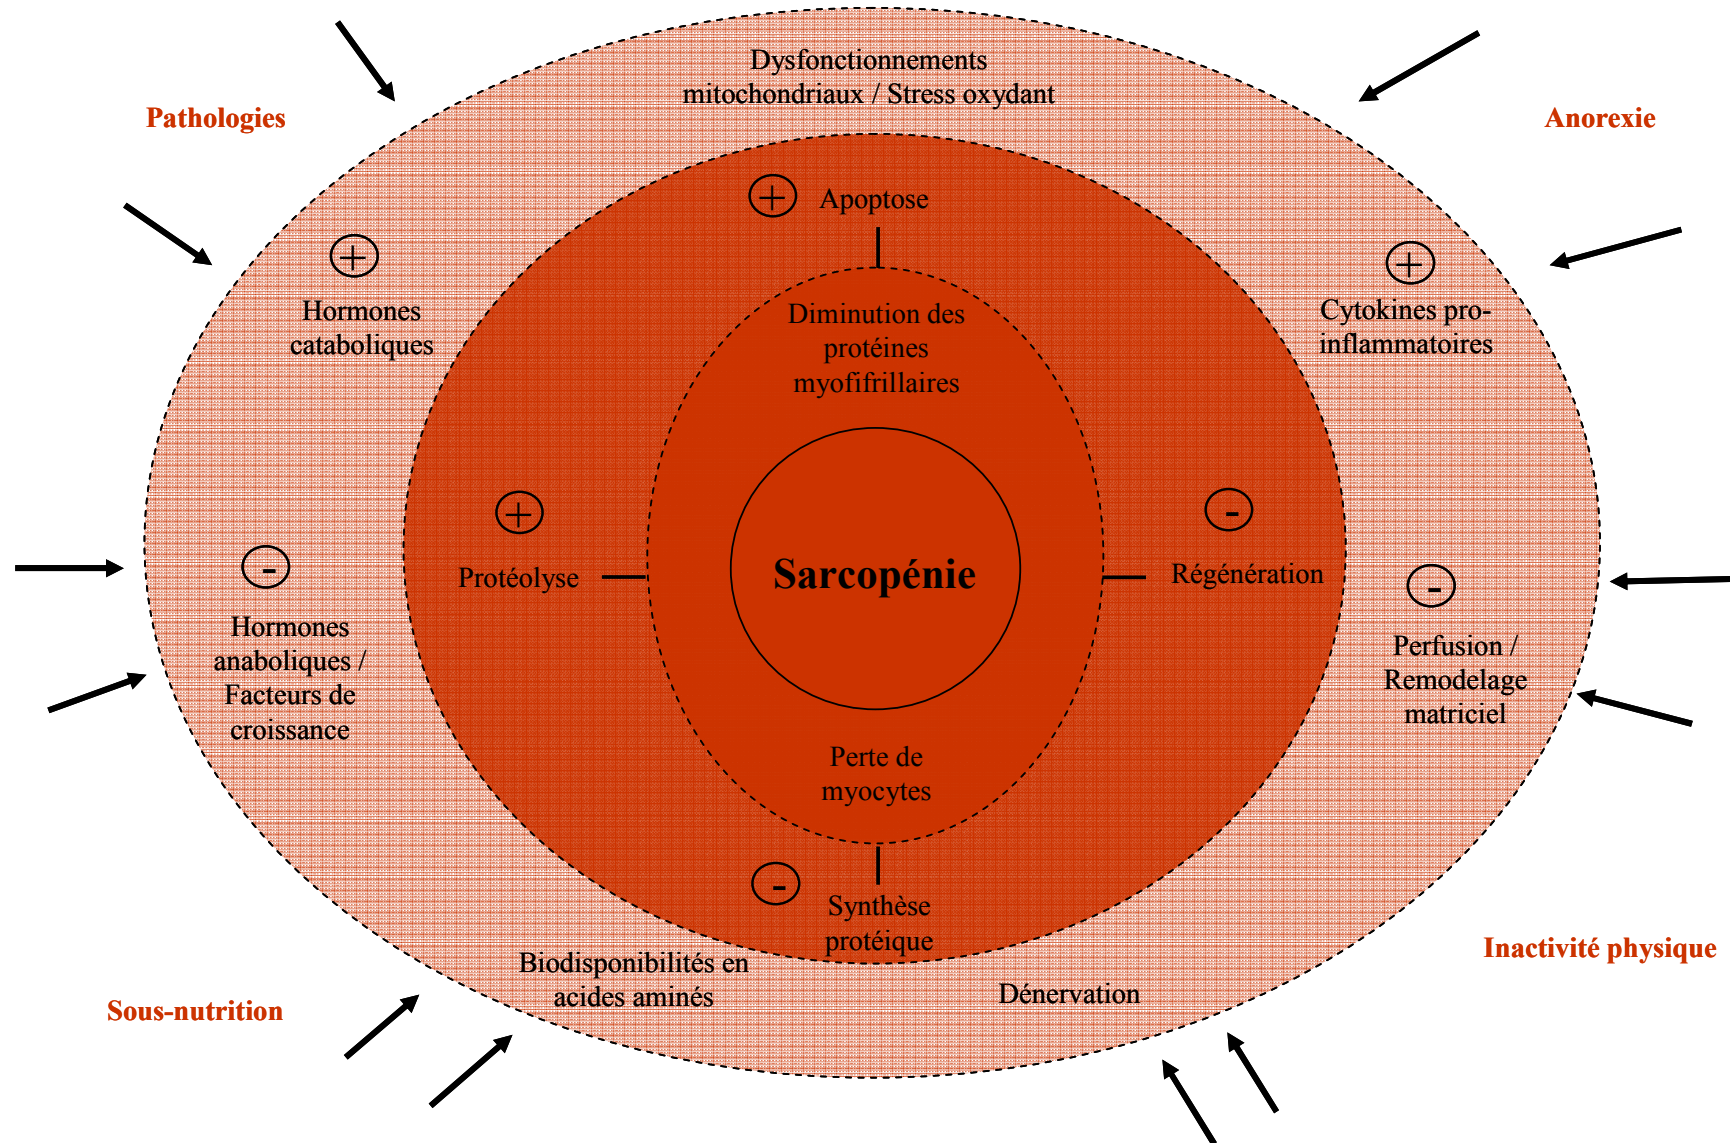 Dysfonctionnements
mitochondriaux / Stress oxydant
Pathologies
Anorexie
+
Apoptose
+
Hormones
cataboliques
+
Cytokines pro-
inflammatoires
Diminution des
protéines
myofifrillaires
+
Protéolyse
-
Régénération
Sarcopénie
-
Hormones
anaboliques /
Facteurs de
croissance
-
Perfusion /
Remodelage
matriciel
Perte de
myocytes
-
Synthèse
protéique
Biodisponibilités en
acides aminés
Dénervation
Inactivité physique
Sous-nutrition